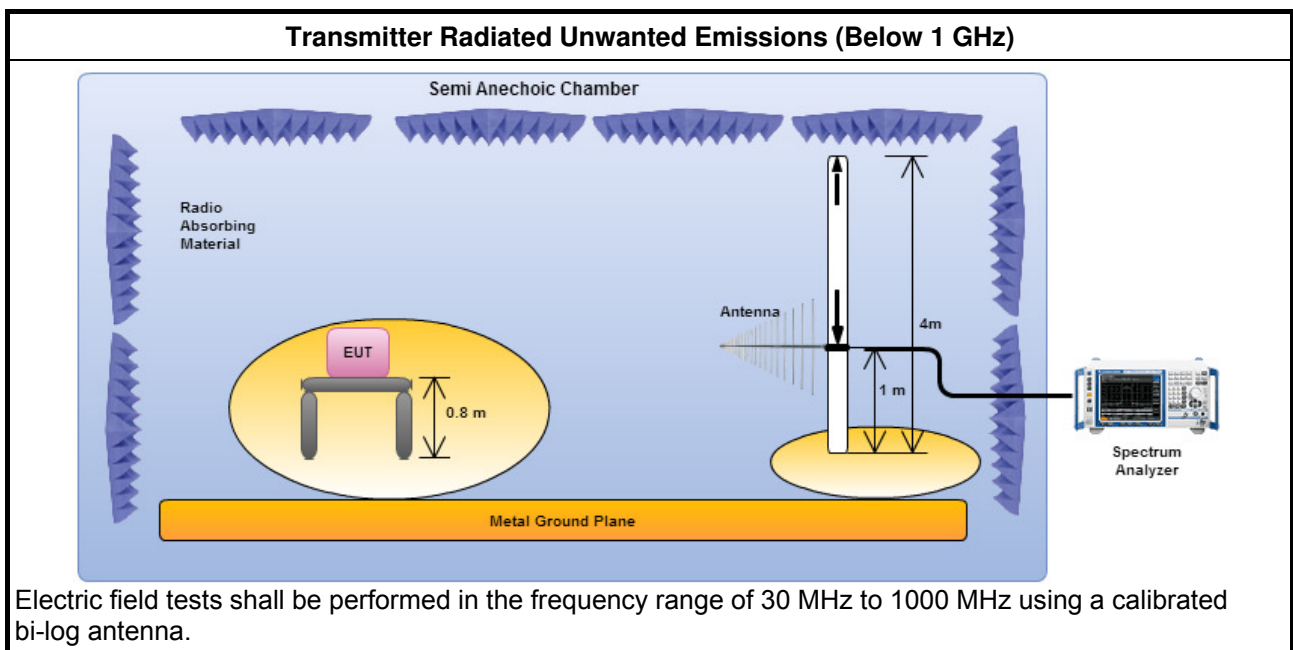 Transmitter Radiated Unwanted Emissions (Below 1 GHz)
Semi Anechoic Chamber
Radio
Absorbing
Material
Antenna
4m
EUT
1 m
0.8 m
Spectrum
Analyzer
Metal Ground Plane
Electric field tests shall be performed in the frequency range of 30 MHz to 1000 MHz using a calibrated
bi-log antenna.